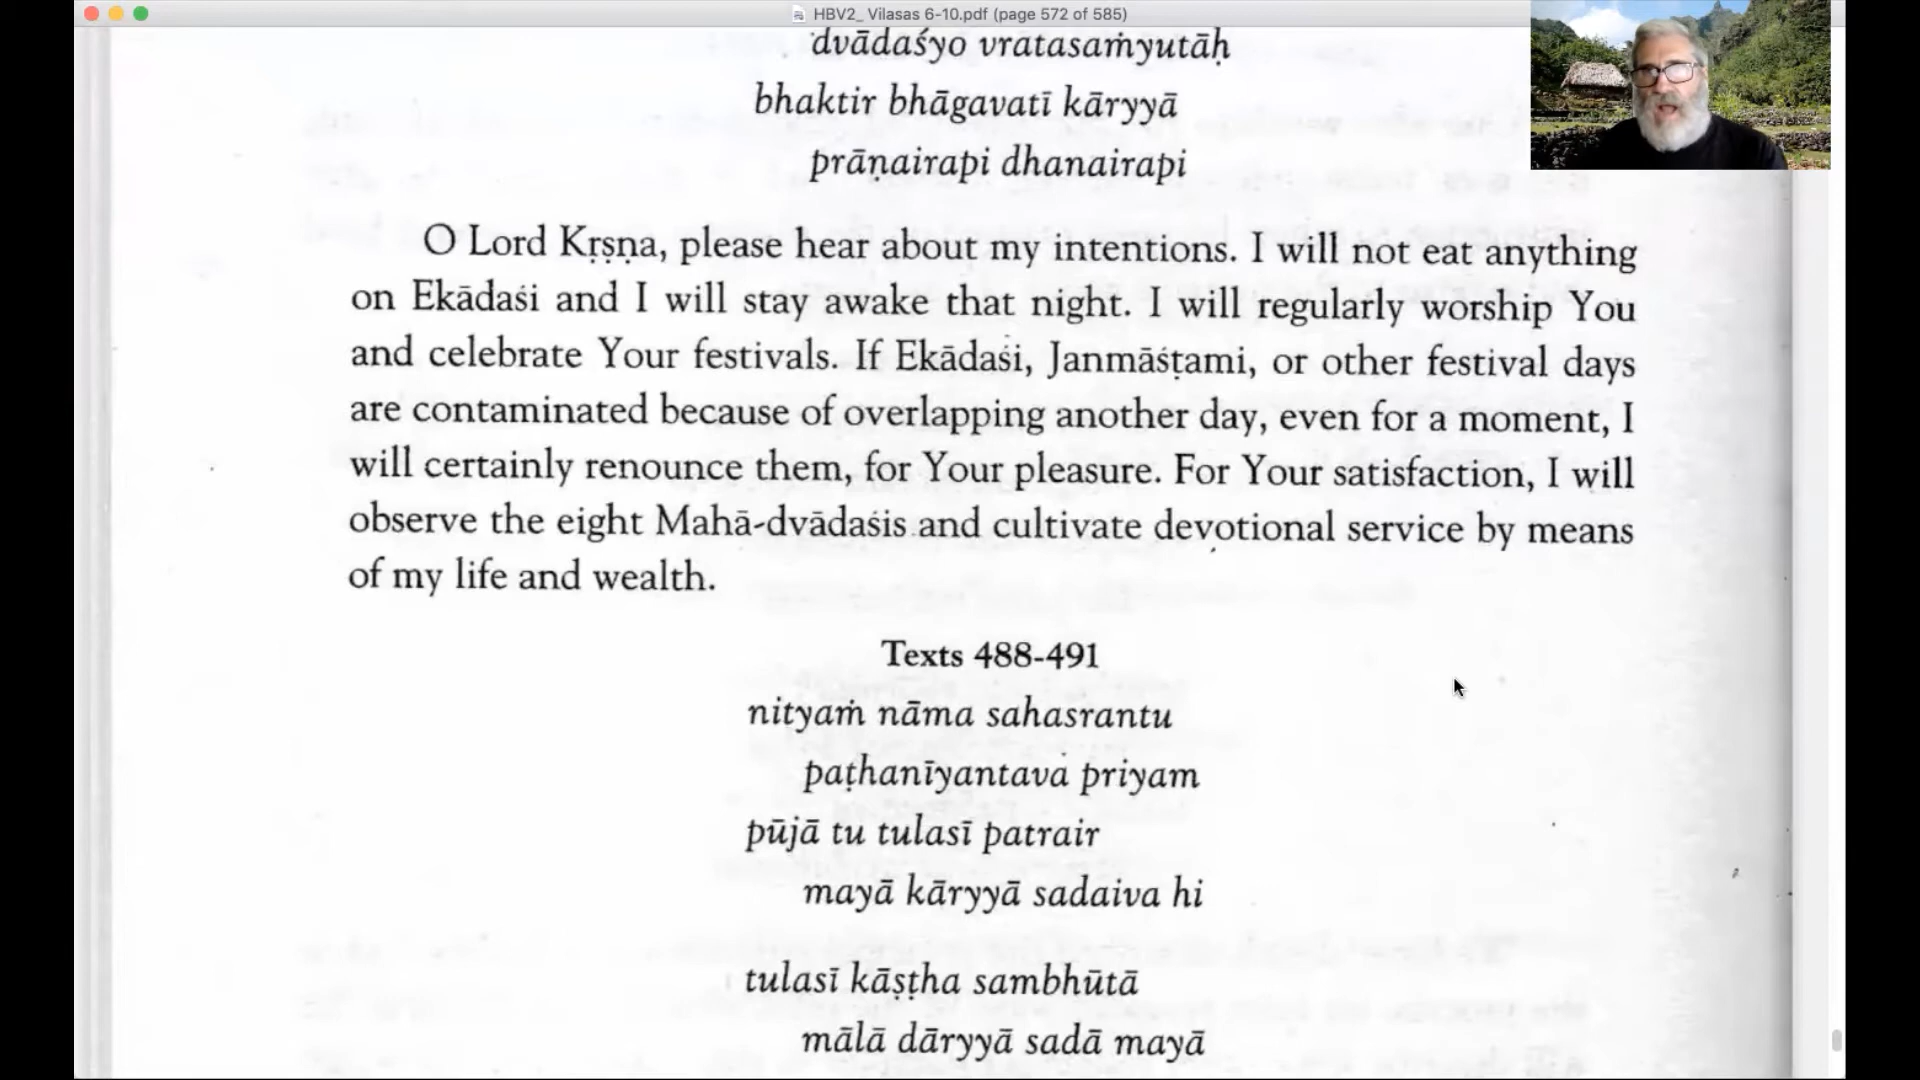 HBV2_ Vilasas 6-10.pdf (page 572 of 585)
dvādaśyo vratasaṁyutāḥ
bhaktir bhāgavatī kāryyā
prāṇairapi dhanairapi
O Lord Kṛṣṇa, please hear about my intentions. I will not eat anything
on Ekādaśi and I will stay awake that night. I will regularly worship You
and celebrate Your festivals. If Ekādaśi, Janmāśṭami, or other festival days
are contaminated because of overlapping another day, even for a moment, I
will certainly renounce them, for Your pleasure. For Your satisfaction, I will
observe the eight Mahā-dvādaśis and cultivate devotional service by means
of my life and wealth.
Texts 488-491
nityaṁ nāma sahasrantu
paṭhanīyantava priyam
pūjā tu tulasī patrair
mayā kāryyā sadaiva hi
tulasī kāṣṭha sambhūtā
mālā dāryyā sadā mayā